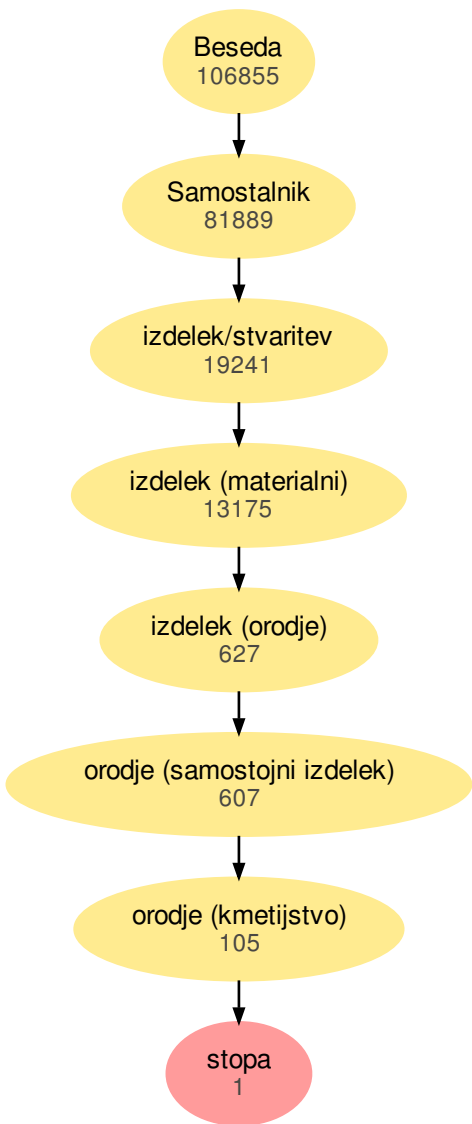 Beseda
106855
Samostalnik
81889
izdelek/stvaritev
19241
izdelek (materialni)
13175
izdelek (orodje)
627
orodje (samostojni izdelek)
607
orodje (kmetijstvo)
105
stopa
1